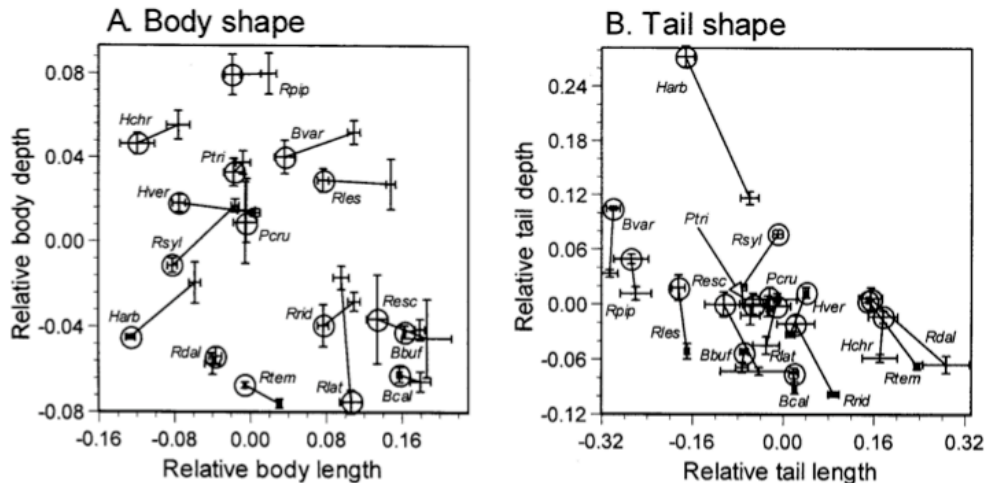 A. Body shape
B. Tail shape
0.08
0.04
0.00
-0.04
-0.08
Relative body depth
-0.16
-0.08
0.00
0.08
0.16
Relative body length
Rpip
Hchr
Bvar
Ptri
Rles
Hver
Pcru
Rsyl
Harb
Rrid
Resc
Rdal
Bbuf
Rtem
Rlat
Bcal
0.24
0.18
0.12
0.06
0.00
-0.06
-0.12
Relative tail depth
-0.32
-0.16
0.00
0.16
0.32
Relative tail length
Harb
Bvar
Ptri
Rsyl
Rpip
Resc
Pcru
Hver
Rles
Bbuf
Rlat
Hchr
Rdal
Bcal
Rrid
Rtem